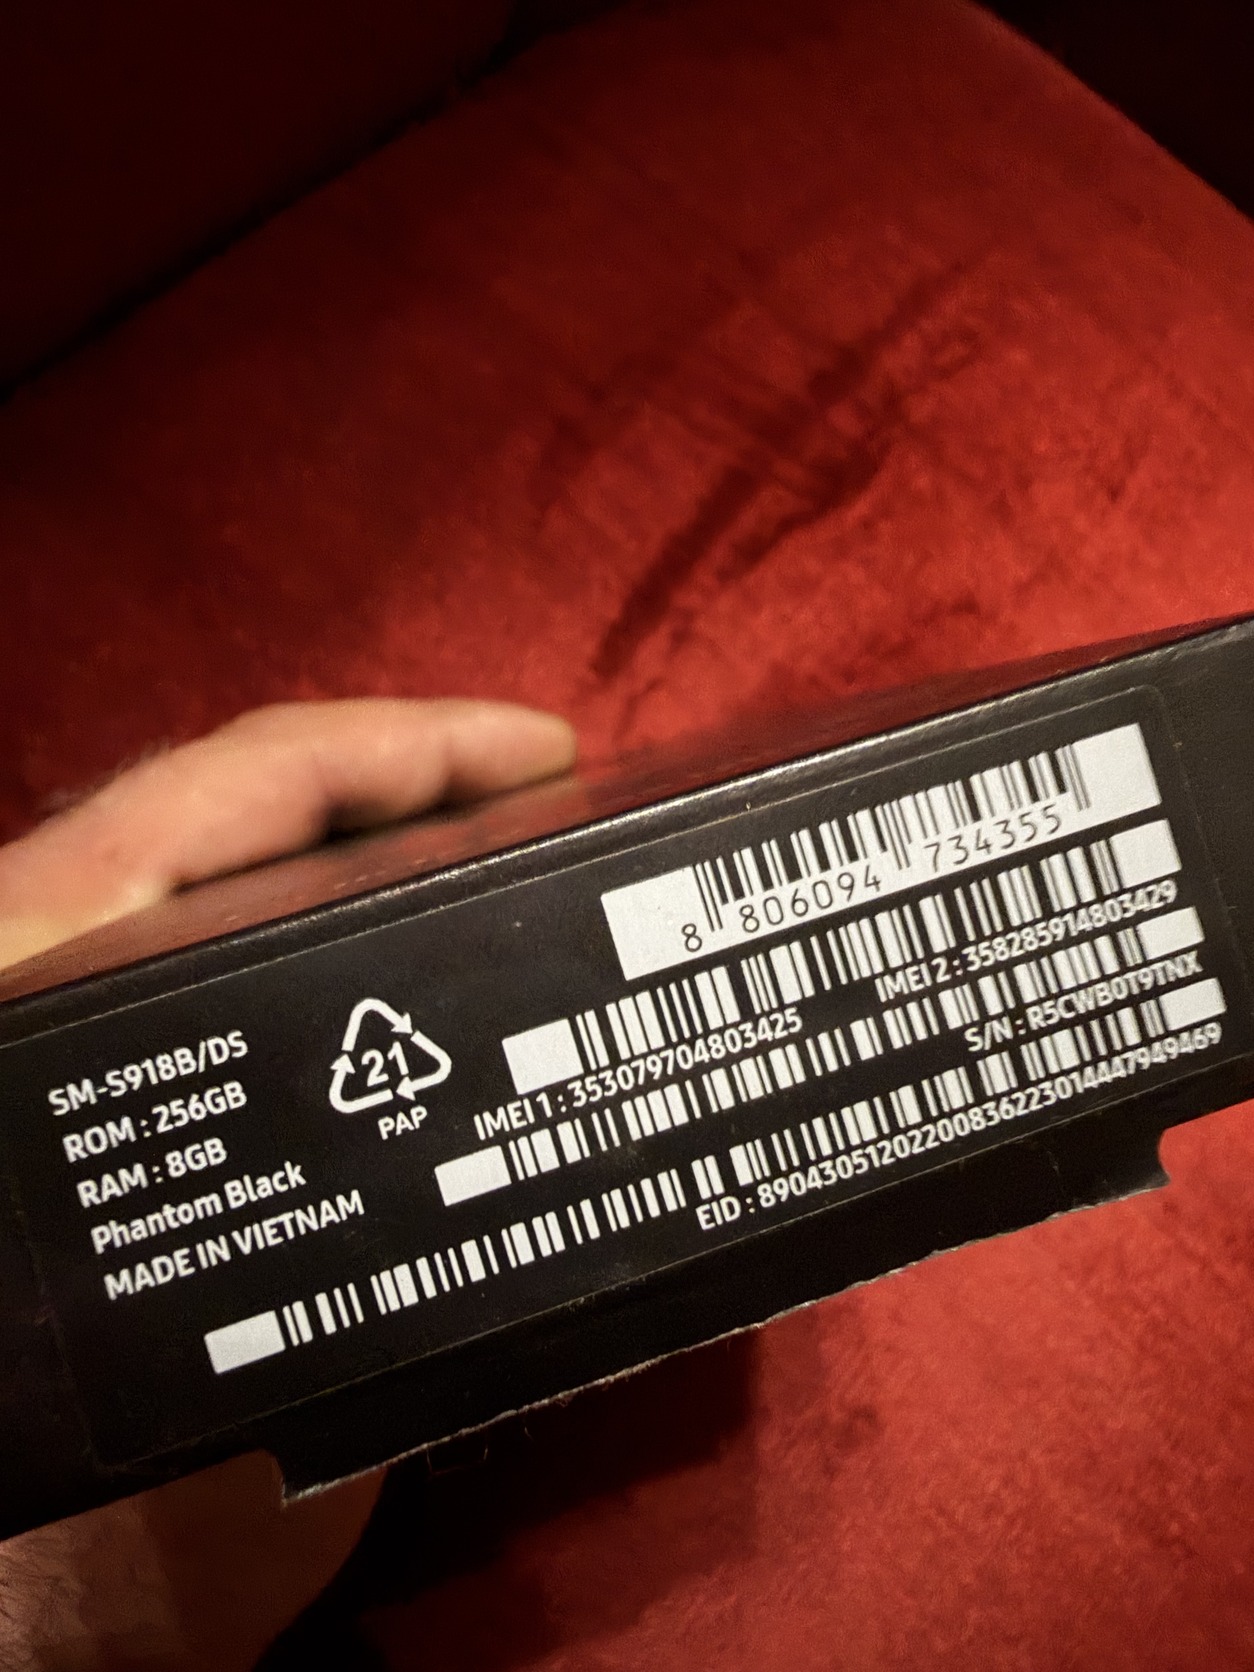 SM-S918B/DS
ROM : 256GB
RAM : 8GB
Phantom Black
MADE IN VIETNAM
21
PAP
8 806094 734355
IMEI 1 : 353079704803425
IMEI 2 : 358285914803429
S/N : R5CWB0T9TNX
EID : 89043051202200836223014447949469